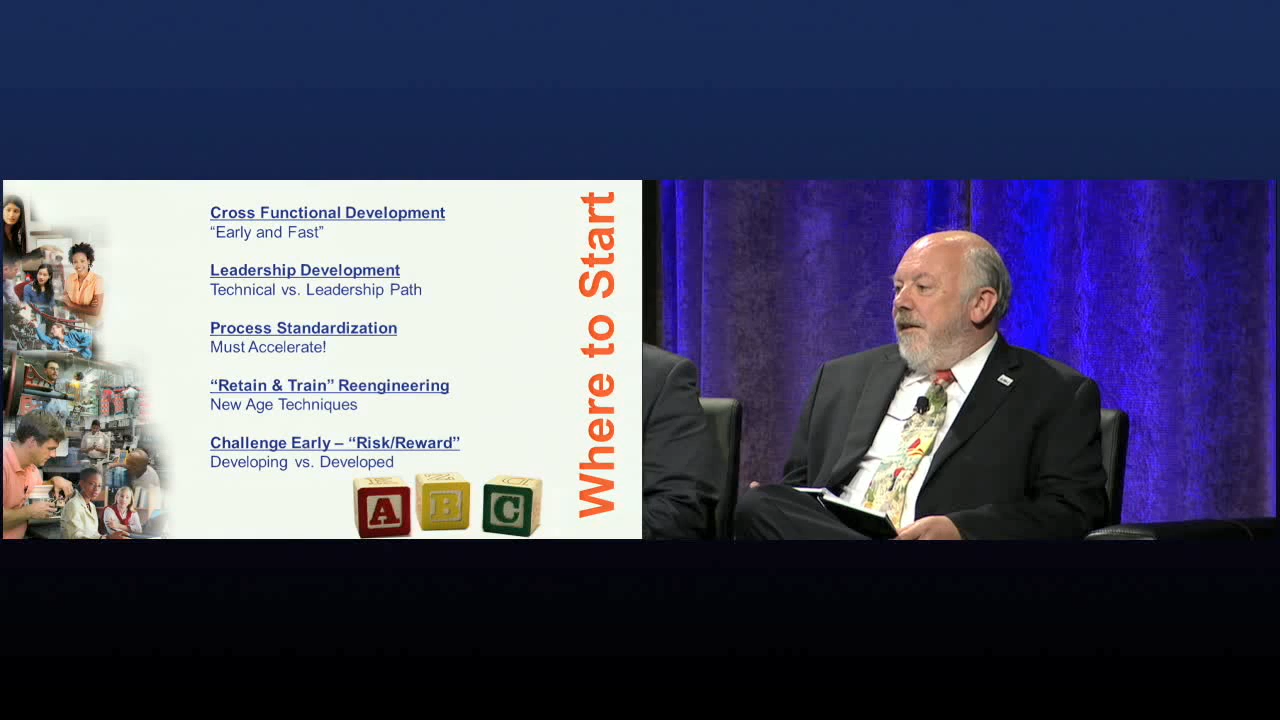 Cross Functional Development
“Early and Fast”
Leadership Development
Technical vs. Leadership Path
Process Standardization
Must Accelerate!
“Retain & Train” Reengineering
New Age Techniques
Challenge Early – “Risk/Reward”
Developing vs. Developed
A B C
Where to Start